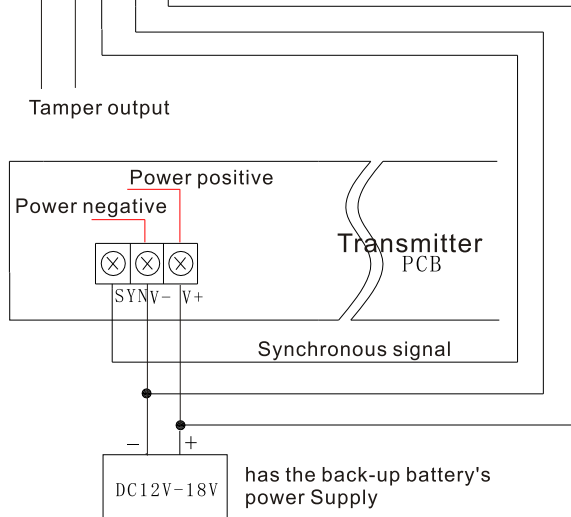 Tamper output
Power positive
Power negative
Transmitter
PCB
SYN V- V+
Synchronous signal
- +
DC12V-18V
has the back-up battery's
power Supply